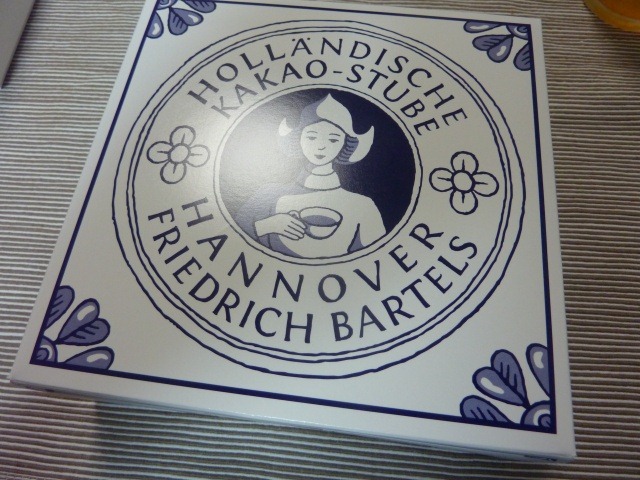 HOLLÄNDISCHE
KAKAO-STUBE
HANNOVER
FRIEDRICH BARTELS